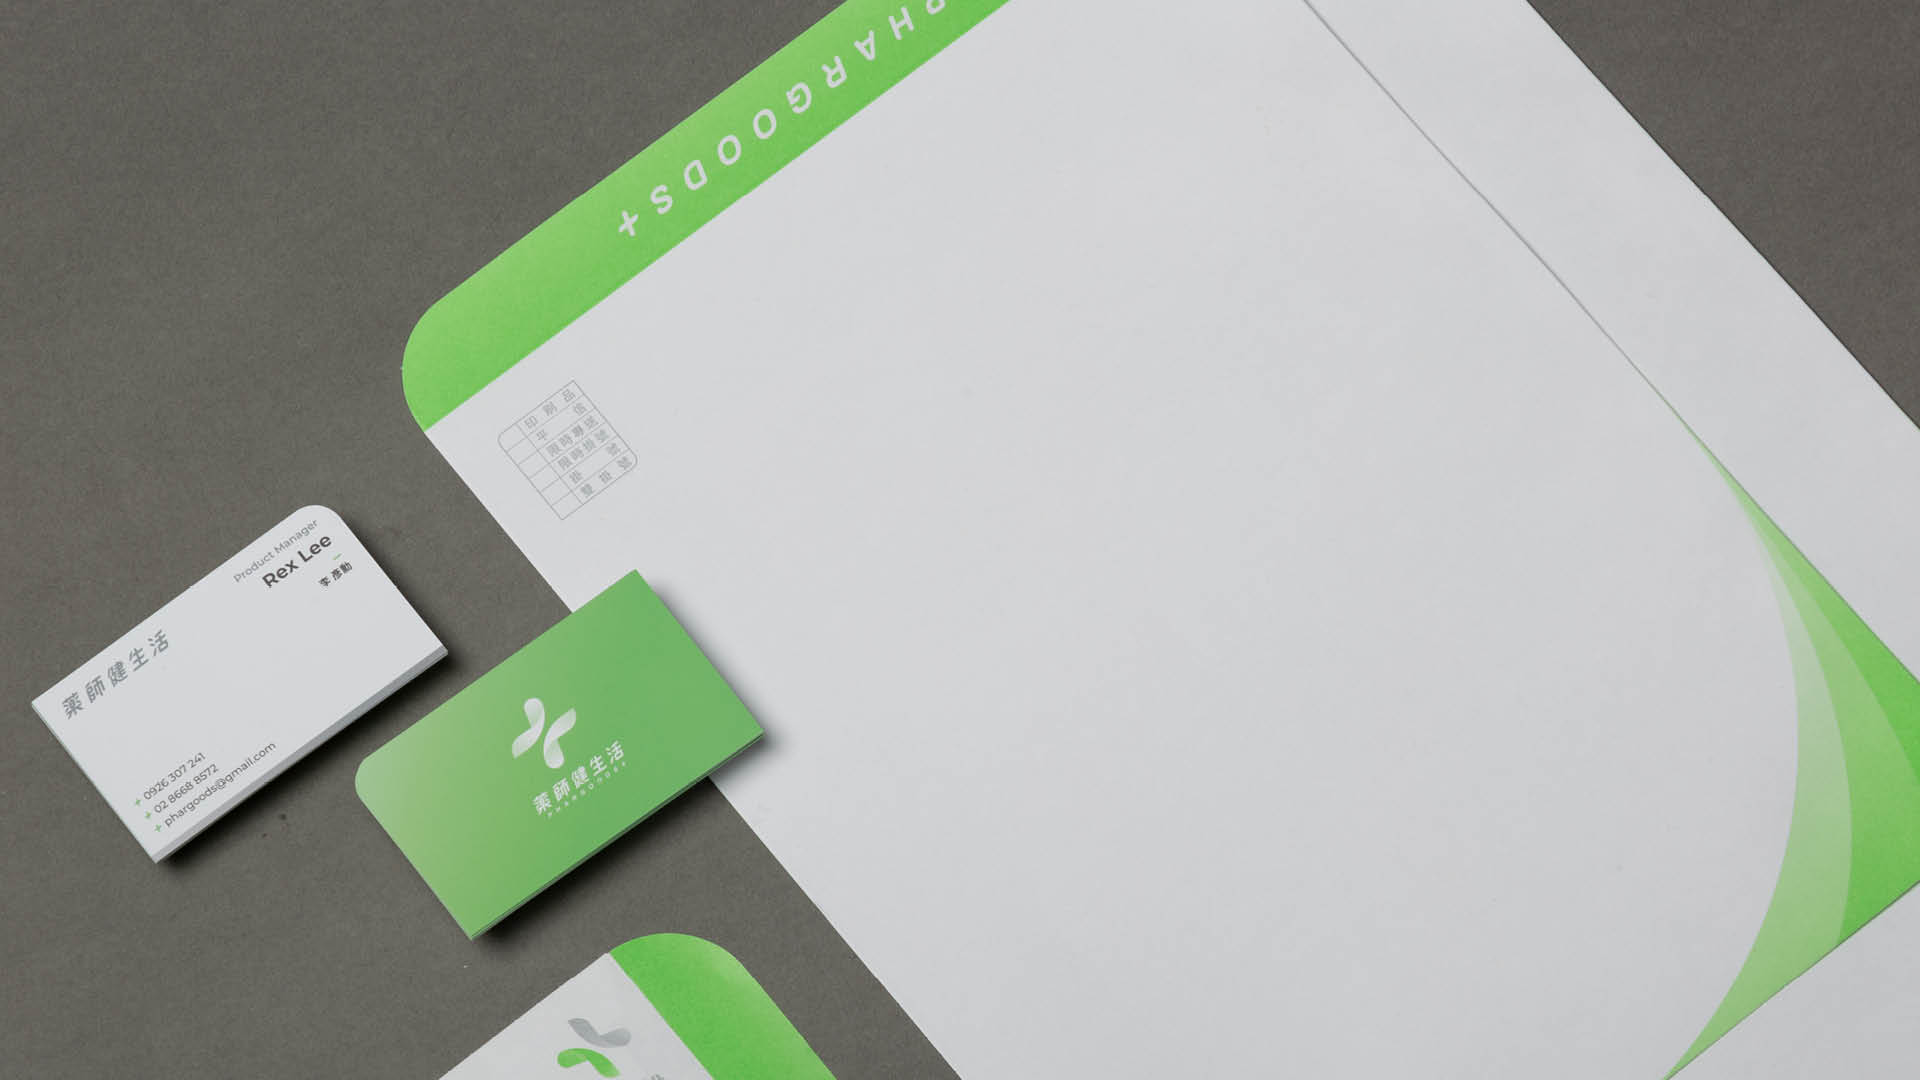 PHARGOODS+
印刷品
平信
限時專送
限時掛號
掛號
雙掛號
Product Manager
Rex Lee
李彥勳
薬師健生活
+ 0926 307 241
+ 02 8668 8572
+ phargoods@gmail.com
薬師健生活
PHARGOODS+